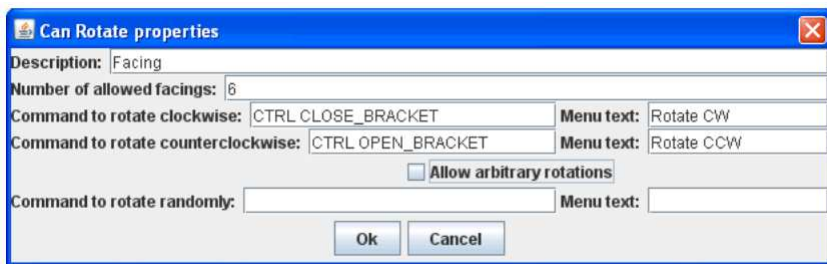 Can Rotate properties
Description: Facing
Number of allowed facings: 6
Command to rotate clockwise: CTRL CLOSE_BRACKET Menu text: Rotate CW
Command to rotate counterclockwise: CTRL OPEN_BRACKET Menu text: Rotate CCW
Allow arbitrary rotations
Command to rotate randomly: Menu text:
Ok Cancel